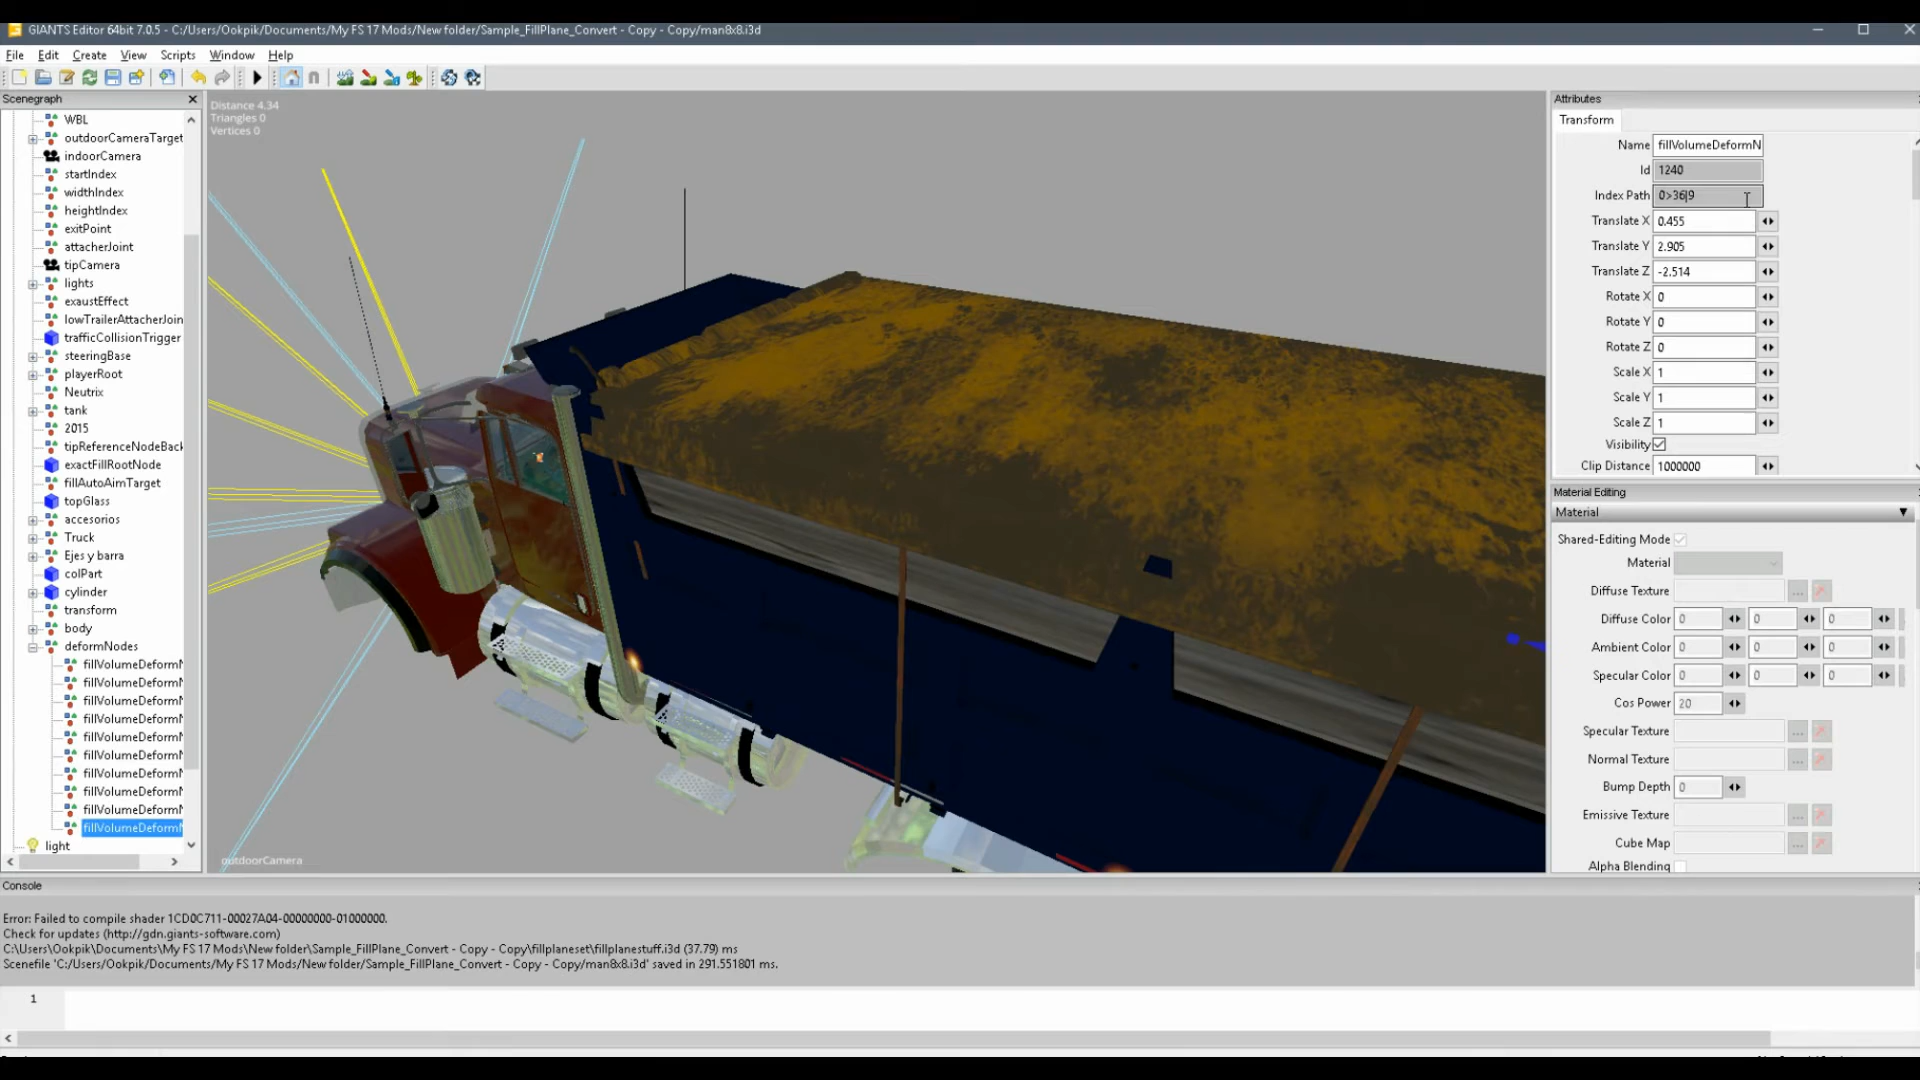 GIANTS Editor 64bit 7.0.5 - C:/Users/Ookpik/Documents/My FS 17 Mods/New folder/Sample_FillPlane_Convert - Copy - Copy/man8x8.i3d
File Edit Create View Scripts Window Help
Scenegraph
WBL
outdoorCameraTarget
indoorCamera
startIndex
widthIndex
heightIndex
exitPoint
attacherJoint
tipCamera
lights
exaustEffect
lowTrailerAttacherJoin
trafficCollisionTrigger
steeringBase
playerRoot
Neutrix
tank
2015
tipReferenceNodeBack
exactFillRootNode
fillAutoAimTarget
topGlass
accesorios
Truck
Ejes y barra
colPart
cylinder
transform
body
deformNodes
fillVolumeDeformN
fillVolumeDeformN
fillVolumeDeformN
fillVolumeDeformN
fillVolumeDeformN
fillVolumeDeformN
fillVolumeDeformN
fillVolumeDeformN
fillVolumeDeformN
fillVolumeDeformN
light
Distance 4.34
Triangles 0
Vertices 0
outdoorCamera
Attributes
Transform
Name fillVolumeDeformN
Id 1240
Index Path 0>36|9
Translate X 0.455
Translate Y 2.905
Translate Z -2.514
Rotate X 0
Rotate Y 0
Rotate Z 0
Scale X 1
Scale Y 1
Scale Z 1
Visibility
Clip Distance 1000000
Material Editing
Material
Shared-Editing Mode
Material
Diffuse Texture ...
Diffuse Color 0 0 0
Ambient Color 0 0 0
Specular Color 0 0 0
Cos Power 20
Specular Texture ...
Normal Texture ...
Bump Depth 0
Emissive Texture ...
Cube Map ...
Alpha Blending
Console
Error: Failed to compile shader 1CD0C711-00027A04-00000000-01000000.
Check for updates (http://gdn.giants-software.com)
C:\Users\Ookpik\Documents\My FS 17 Mods\New folder\Sample_FillPlane_Convert - Copy - Copy\fillplaneset\fillplanestuff.i3d (37.79) ms
Scenefile 'C:/Users/Ookpik/Documents/My FS 17 Mods/New folder/Sample_FillPlane_Convert - Copy - Copy/man8x8.i3d' saved in 291.551801 ms.
1